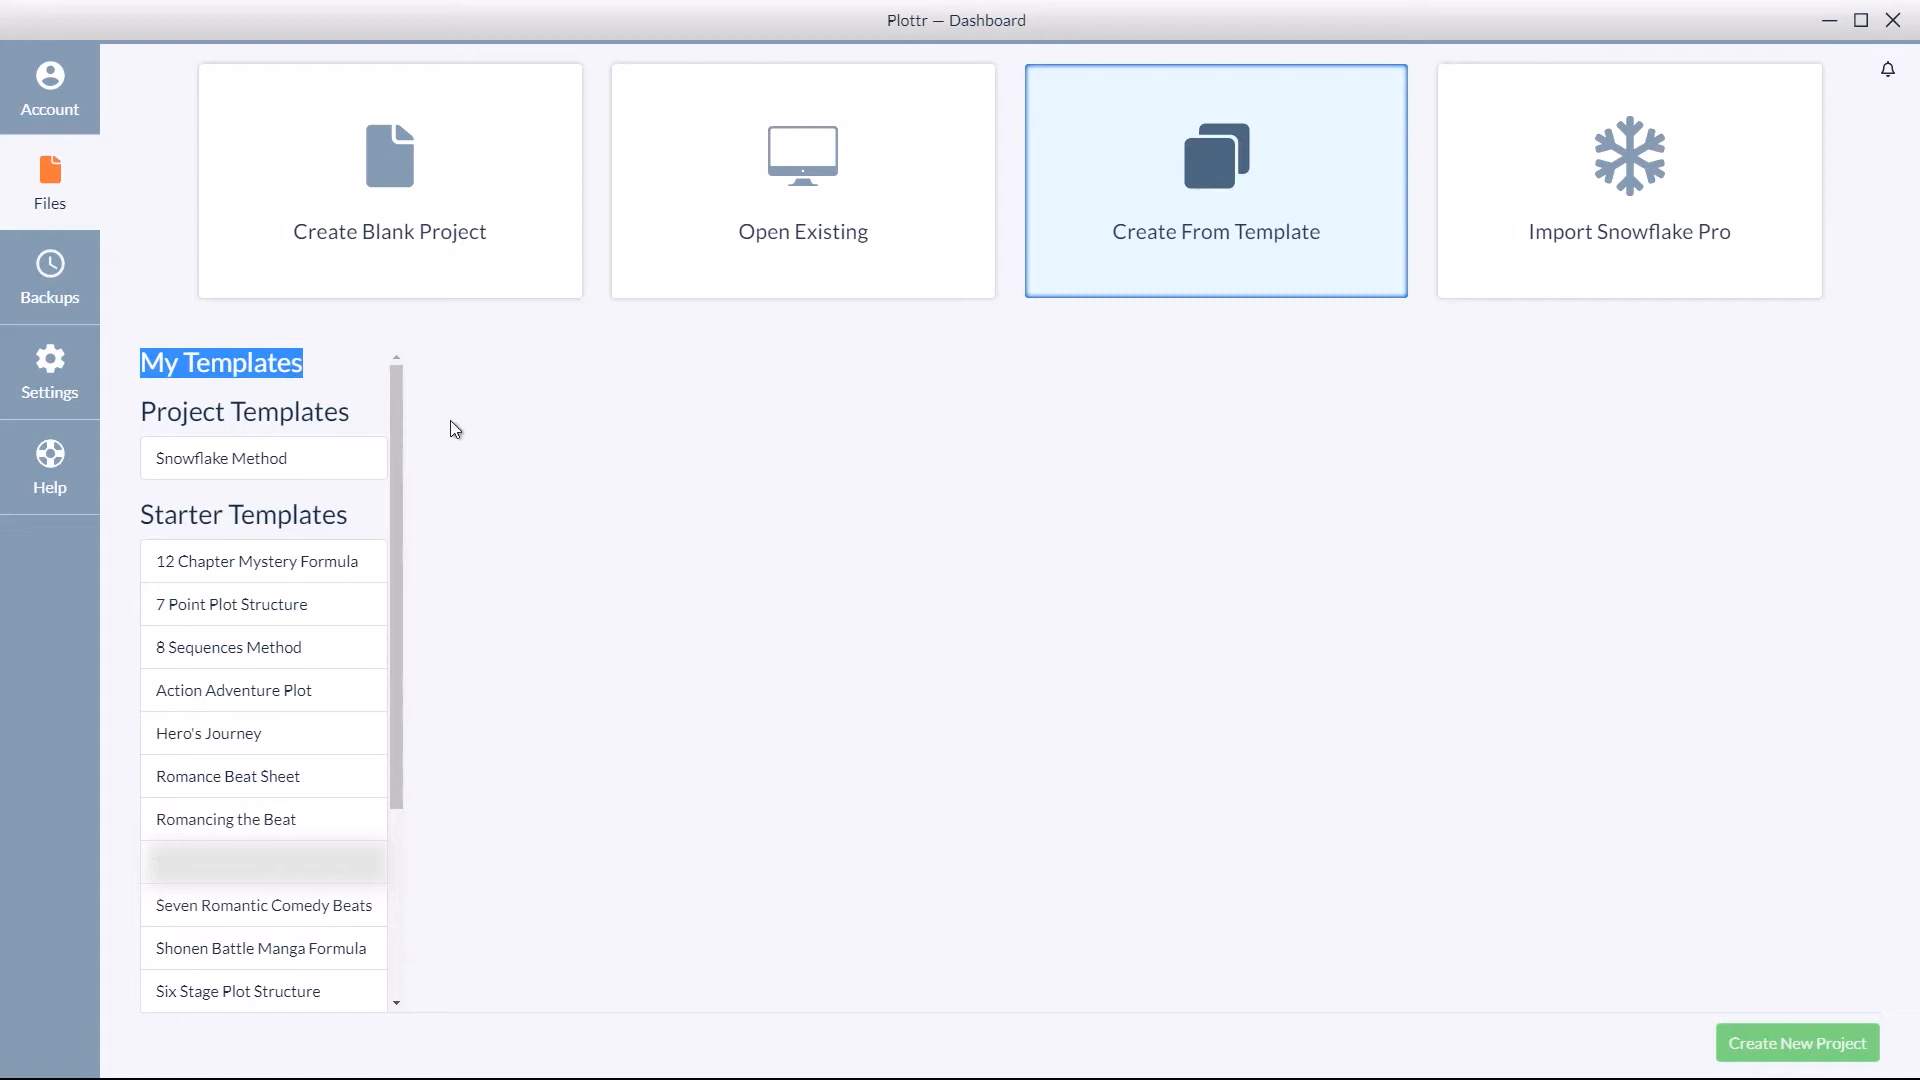 Plottr — Dashboard
Account
Files
Backups
Settings
Help
Create Blank Project
Open Existing
Create From Template
Import Snowflake Pro
My Templates
Project Templates
Snowflake Method
Starter Templates
12 Chapter Mystery Formula
7 Point Plot Structure
8 Sequences Method
Action Adventure Plot
Hero's Journey
Romance Beat Sheet
Romancing the Beat
Seven Romantic Comedy Beats
Shonen Battle Manga Formula
Six Stage Plot Structure
Create New Project